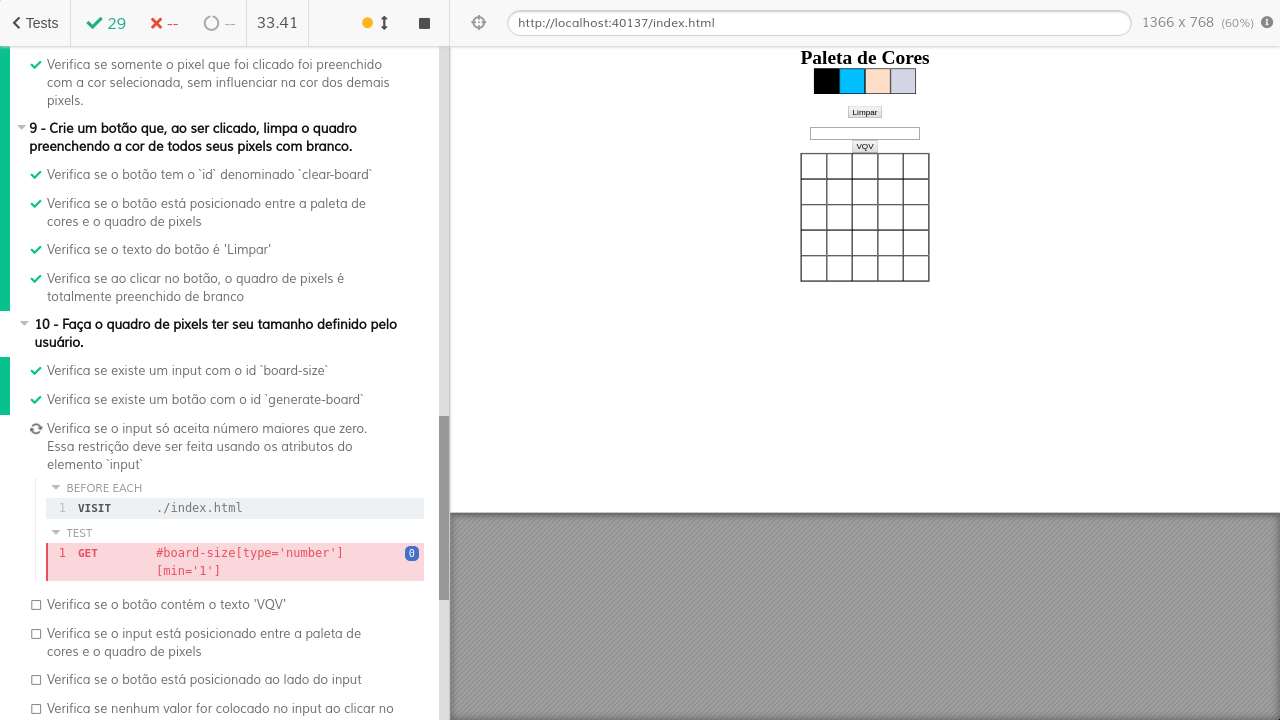 Tests
29
--
--
33.41
http://localhost:40137/index.html
1366 x 768 (60%)
Verifica se somente o pixel que foi clicado foi preenchido
com a cor selecionada, sem influenciar na cor dos demais
pixels.
9 - Crie um botão que, ao ser clicado, limpa o quadro
preenchendo a cor de todos seus pixels com branco.
Verifica se o botão tem o `id` denominado `clear-board`
Verifica se o botão está posicionado entre a paleta de
cores e o quadro de pixels
Verifica se o texto do botão é 'Limpar'
Verifica se ao clicar no botão, o quadro de pixels é
totalmente preenchido de branco
10 - Faça o quadro de pixels ter seu tamanho definido pelo
usuário.
Verifica se existe um input com o id `board-size`
Verifica se existe um botão com o id `generate-board`
Verifica se o input só aceita número maiores que zero.
Essa restrição deve ser feita usando os atributos do
elemento `input`
BEFORE EACH
1 VISIT ./index.html
TEST
1 GET #board-size[type='number'] 0
[min='1']
Verifica se o botão contém o texto 'VQV'
Verifica se o input está posicionado entre a paleta de
cores e o quadro de pixels
Verifica se o botão está posicionado ao lado do input
Verifica se nenhum valor for colocado no input ao clicar no
Paleta de Cores
Limpar
VQV